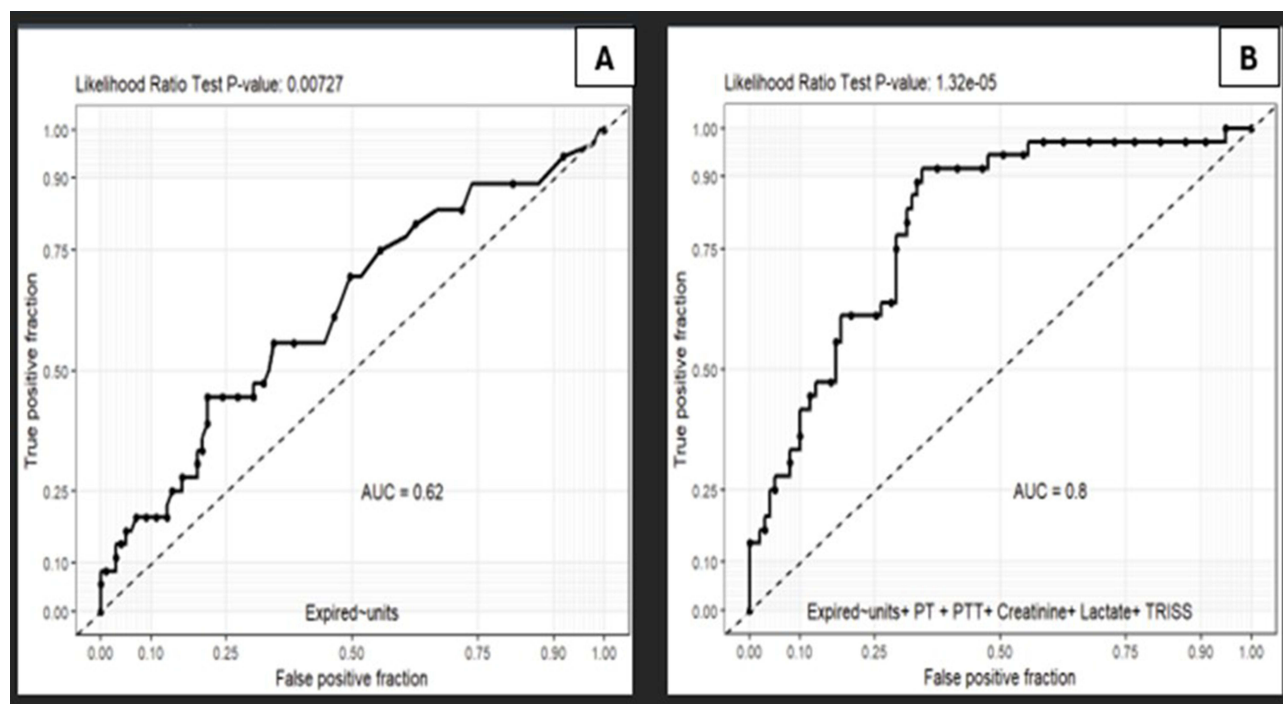 A
Likelihood Ratio Test P-value: 0.00727
1.00
0.90
0.75
0.50
0.25
0.10
0.00
True positive fraction
AUC = 0.62
Expired~units
0.00 0.10 0.25 0.50 0.75 0.90 1.00
False positive fraction
B
Likelihood Ratio Test P-value: 1.32e-05
1.00
0.90
0.75
0.50
0.25
0.10
0.00
True positive fraction
AUC = 0.8
Expired~units+ PT + PTT+ Creatinine+ Lactate+ TRISS
0.00 0.10 0.25 0.50 0.75 0.90 1.00
False positive fraction